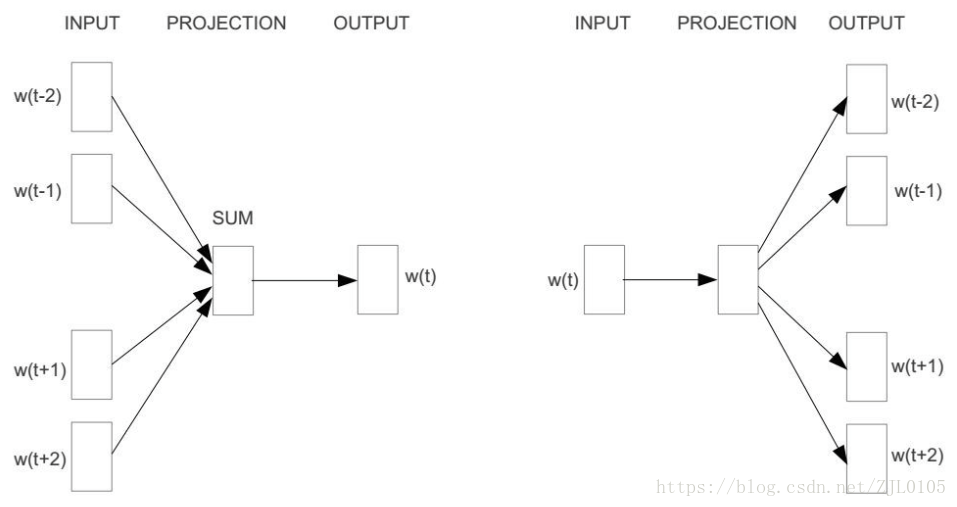 INPUT PROJECTION OUTPUT
w(t-2)
w(t-1)
SUM
w(t)
w(t+1)
w(t+2)
INPUT PROJECTION OUTPUT
w(t-2)
w(t-1)
w(t)
w(t+1)
w(t+2)
https://blog.csdn.net/ZJL0105